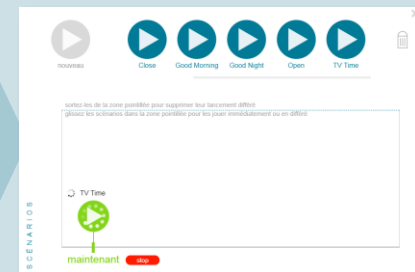 nouveau
Close
Good Morning
Good Night
Open
TV Time
sortez-les de la zone pointillée pour supprimer leur lancement différé
glissez les scénarios dans la zone pointillée pour les jouer immédiatement ou en différé
TV Time
maintenant
stop
SCÉNARIOS